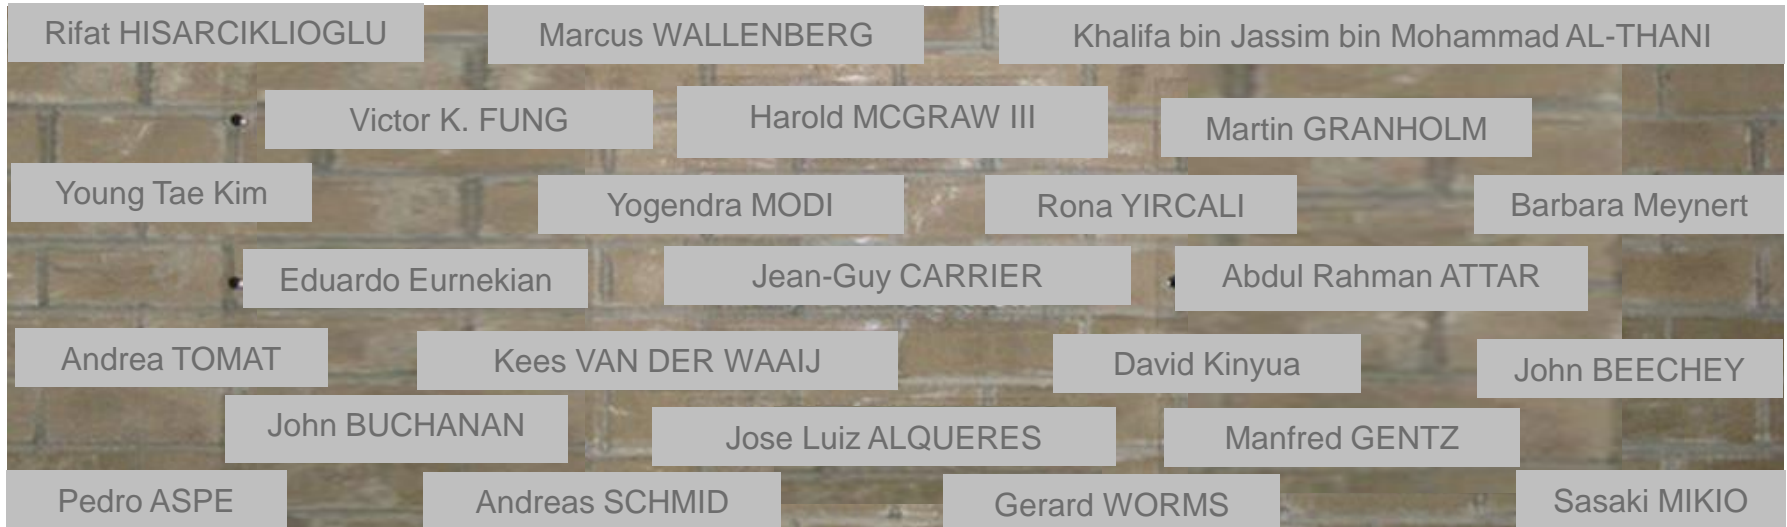 Rifat HISARCIKLIOGLU
Marcus WALLENBERG
Khalifa bin Jassim bin Mohammad AL-THANI
Victor K. FUNG
Harold MCGRAW III
Martin GRANHOLM
Young Tae Kim
Yogendra MODI
Rona YIRCALI
Barbara Meynert
Eduardo Eurnekian
Jean-Guy CARRIER
Abdul Rahman ATTAR
Andrea TOMAT
Kees VAN DER WAAIJ
David Kinyua
John BEECHEY
John BUCHANAN
Jose Luiz ALQUERES
Manfred GENTZ
Pedro ASPE
Andreas SCHMID
Gerard WORMS
Sasaki MIKIO